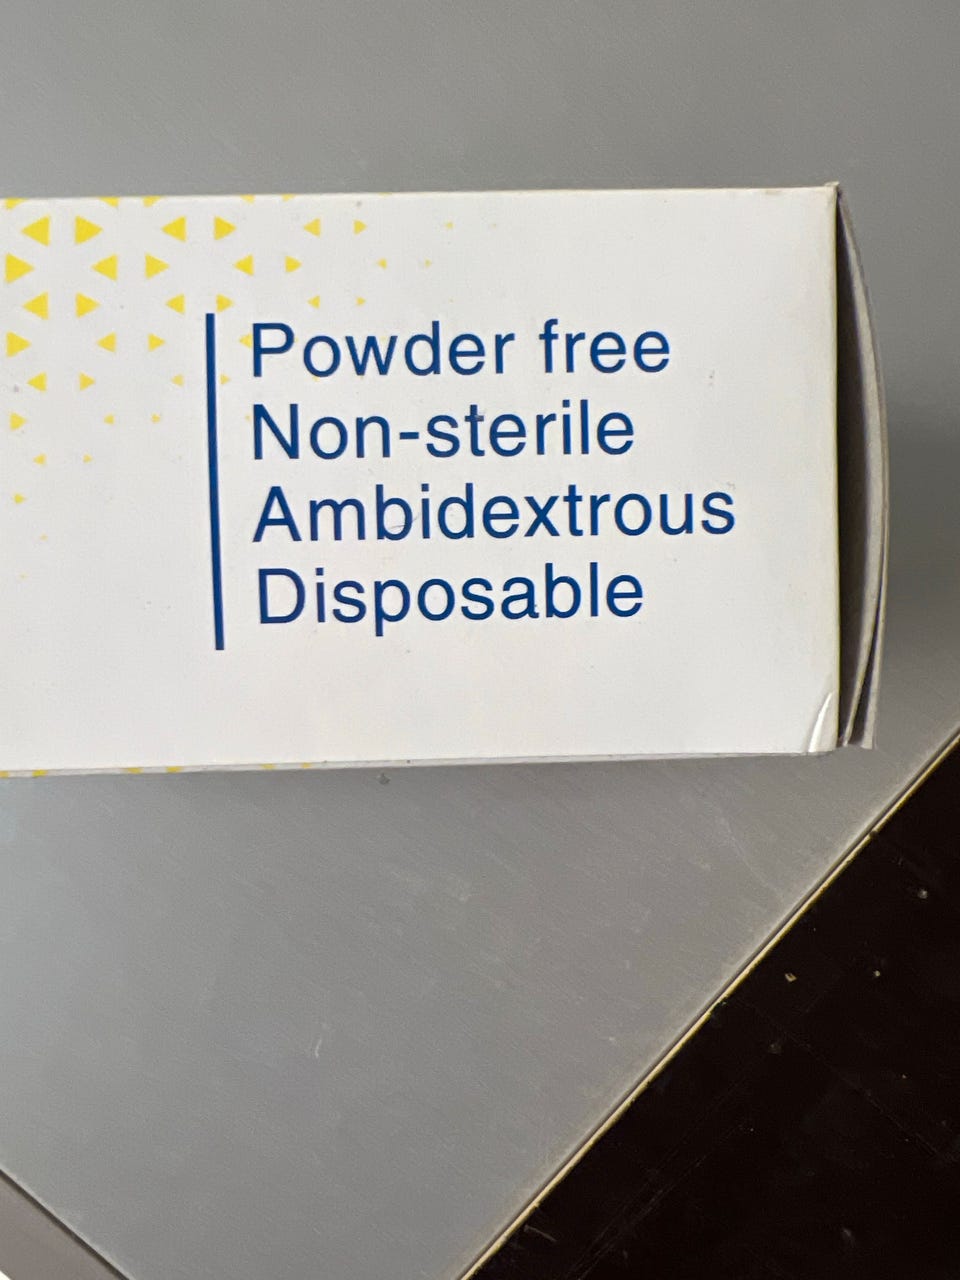 Powder free
Non-sterile
Ambidextrous
Disposable